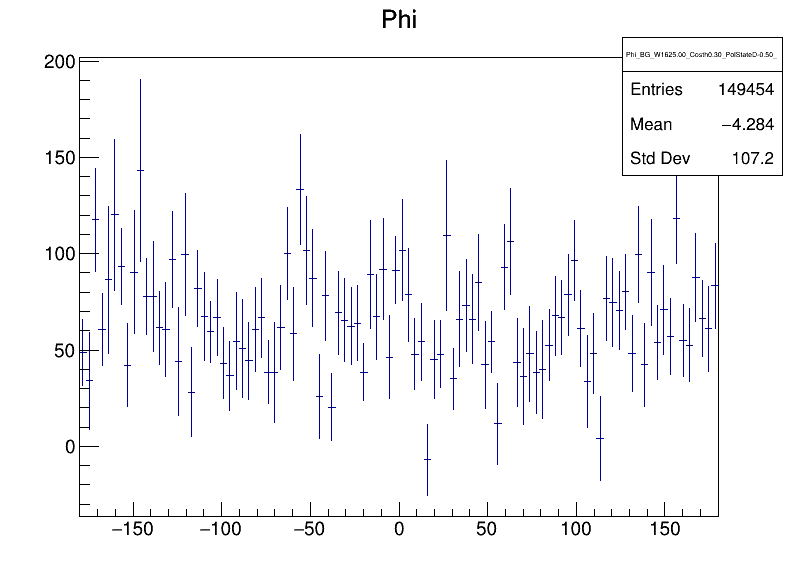 Phi
Phi_BG_W1625.00_Costh0.30_PolStateD-0.50_
Entries 149454
Mean −4.284
Std Dev 107.2
200
150
100
50
0
−150 −100 −50 0 50 100 150